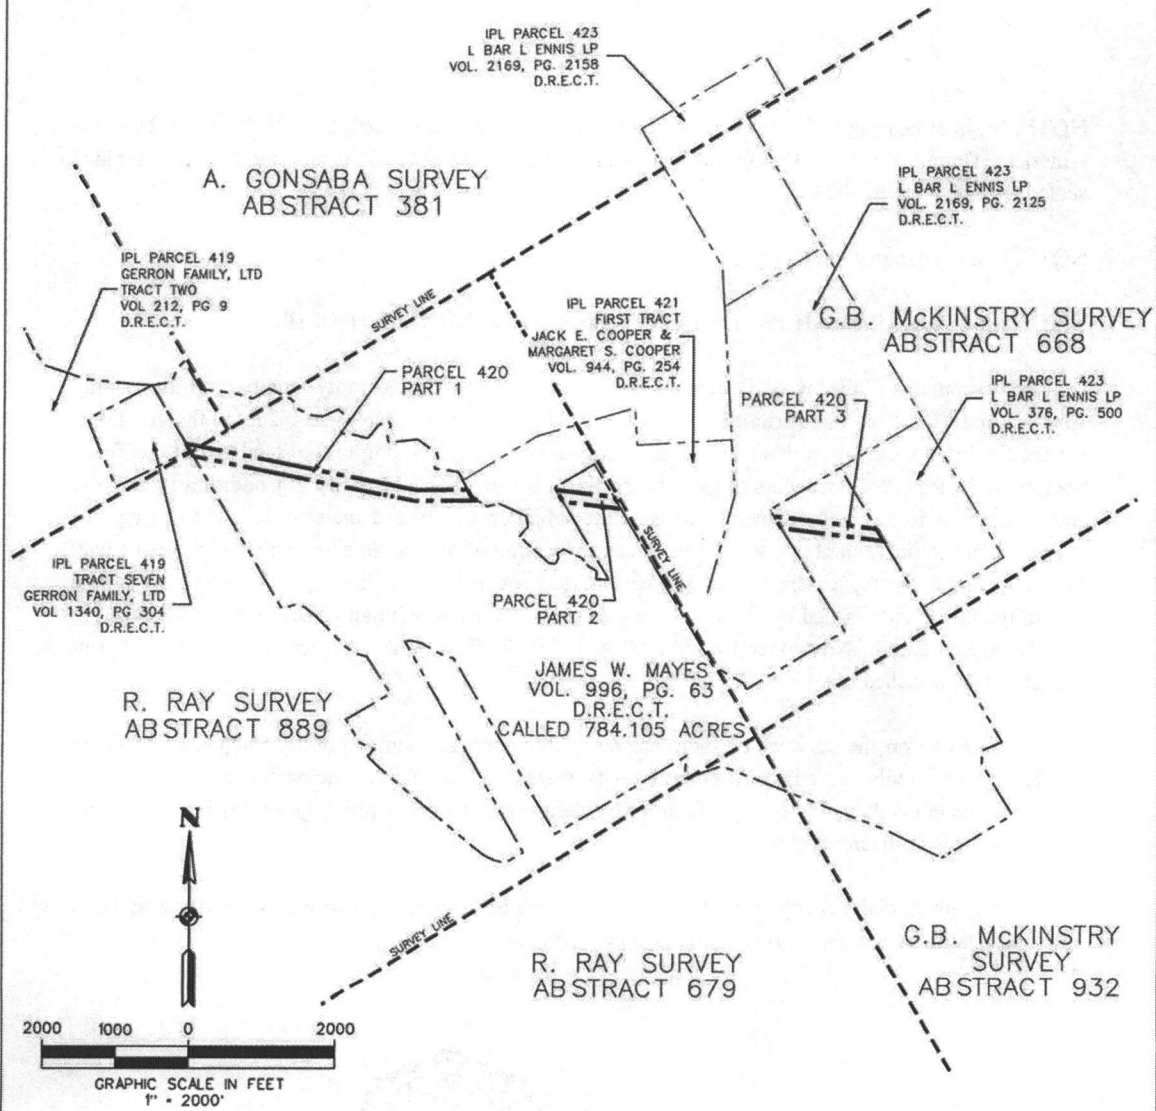 IPL PARCEL 423
L BAR L ENNIS LP
VOL. 2169, PG. 2158
D.R.E.C.T.
A. GONSABA SURVEY
ABSTRACT 381
IPL PARCEL 423
L BAR L ENNIS LP
VOL. 2169, PG. 2125
D.R.E.C.T.
IPL PARCEL 419
GERRON FAMILY, LTD
TRACT TWO
VOL 212, PG 9
D.R.E.C.T.
SURVEY LINE
IPL PARCEL 421
FIRST TRACT
JACK E. COOPER &
MARGARET S. COOPER
VOL. 944, PG. 254
D.R.E.C.T.
G.B. McKINSTRY SURVEY
ABSTRACT 668
PARCEL 420
PART 1
PARCEL 420
PART 3
IPL PARCEL 423
L BAR L ENNIS LP
VOL. 376, PG. 500
D.R.E.C.T.
IPL PARCEL 419
TRACT SEVEN
GERRON FAMILY, LTD
VOL 1340, PG 304
D.R.E.C.T.
SURVEY LINE
PARCEL 420
PART 2
R. RAY SURVEY
ABSTRACT 889
JAMES W. MAYES
VOL. 996, PG. 63
D.R.E.C.T.
CALLED 784.105 ACRES
N
SURVEY LINE
R. RAY SURVEY
ABSTRACT 679
G.B. McKINSTRY
SURVEY
ABSTRACT 932
2000 1000 0 2000
GRAPHIC SCALE IN FEET
1" = 2000'